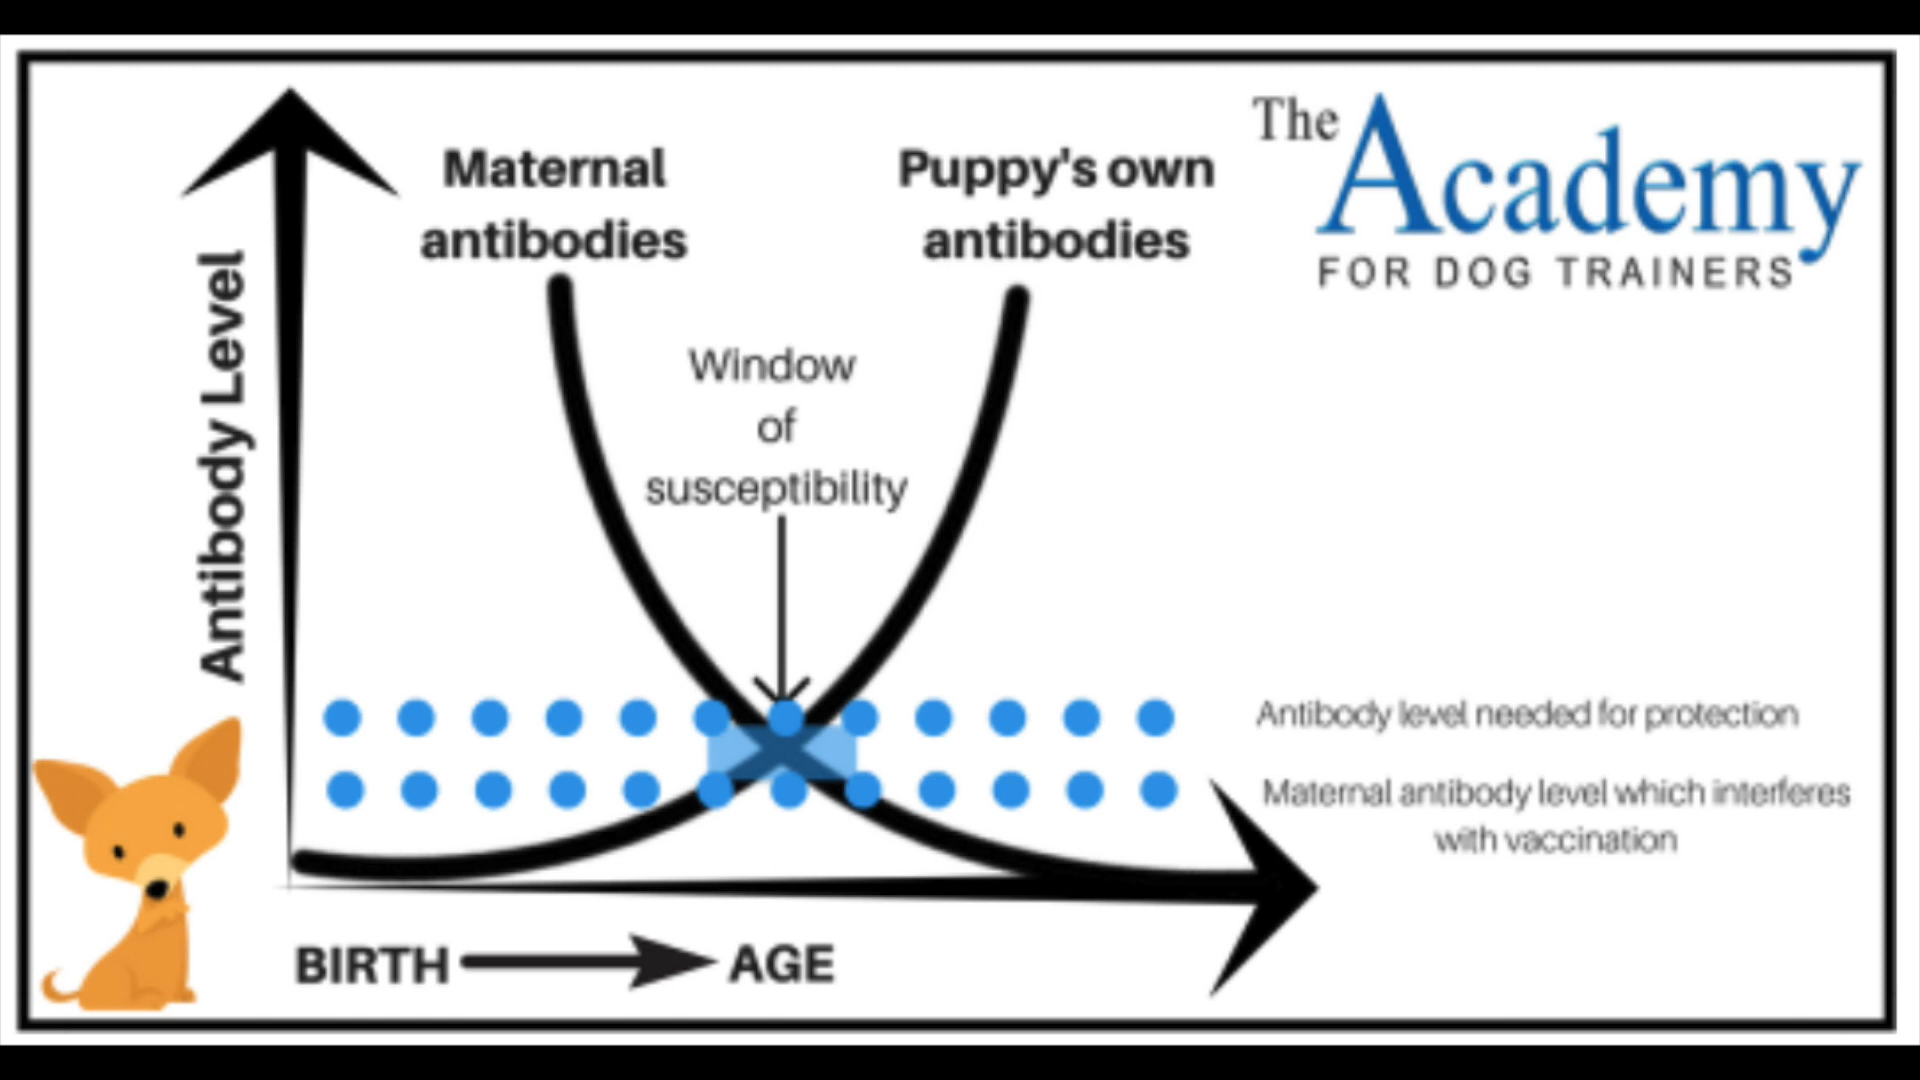 The Academy
FOR DOG TRAINERS
Maternal
antibodies
Puppy's own
antibodies
Window
of
susceptibility
Antibody Level
Antibody level needed for protection
Maternal antibody level which interferes
with vaccination
BIRTH AGE